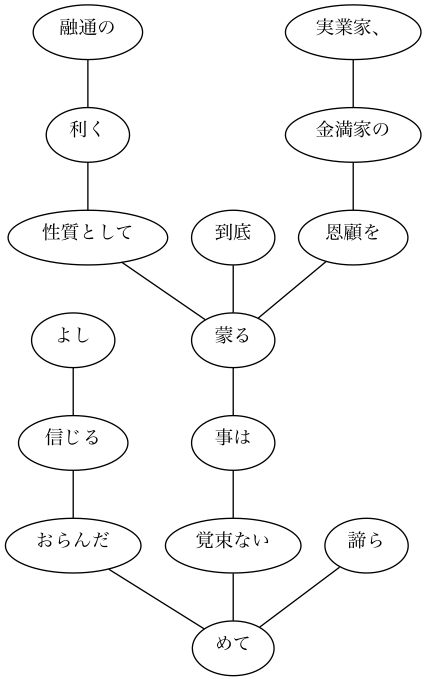 融通の
実業家、
利く
金満家の
性質として
到底
恩顧を
よし
蒙る
信じる
事は
おらんだ
覚束ない
諦ら
めて